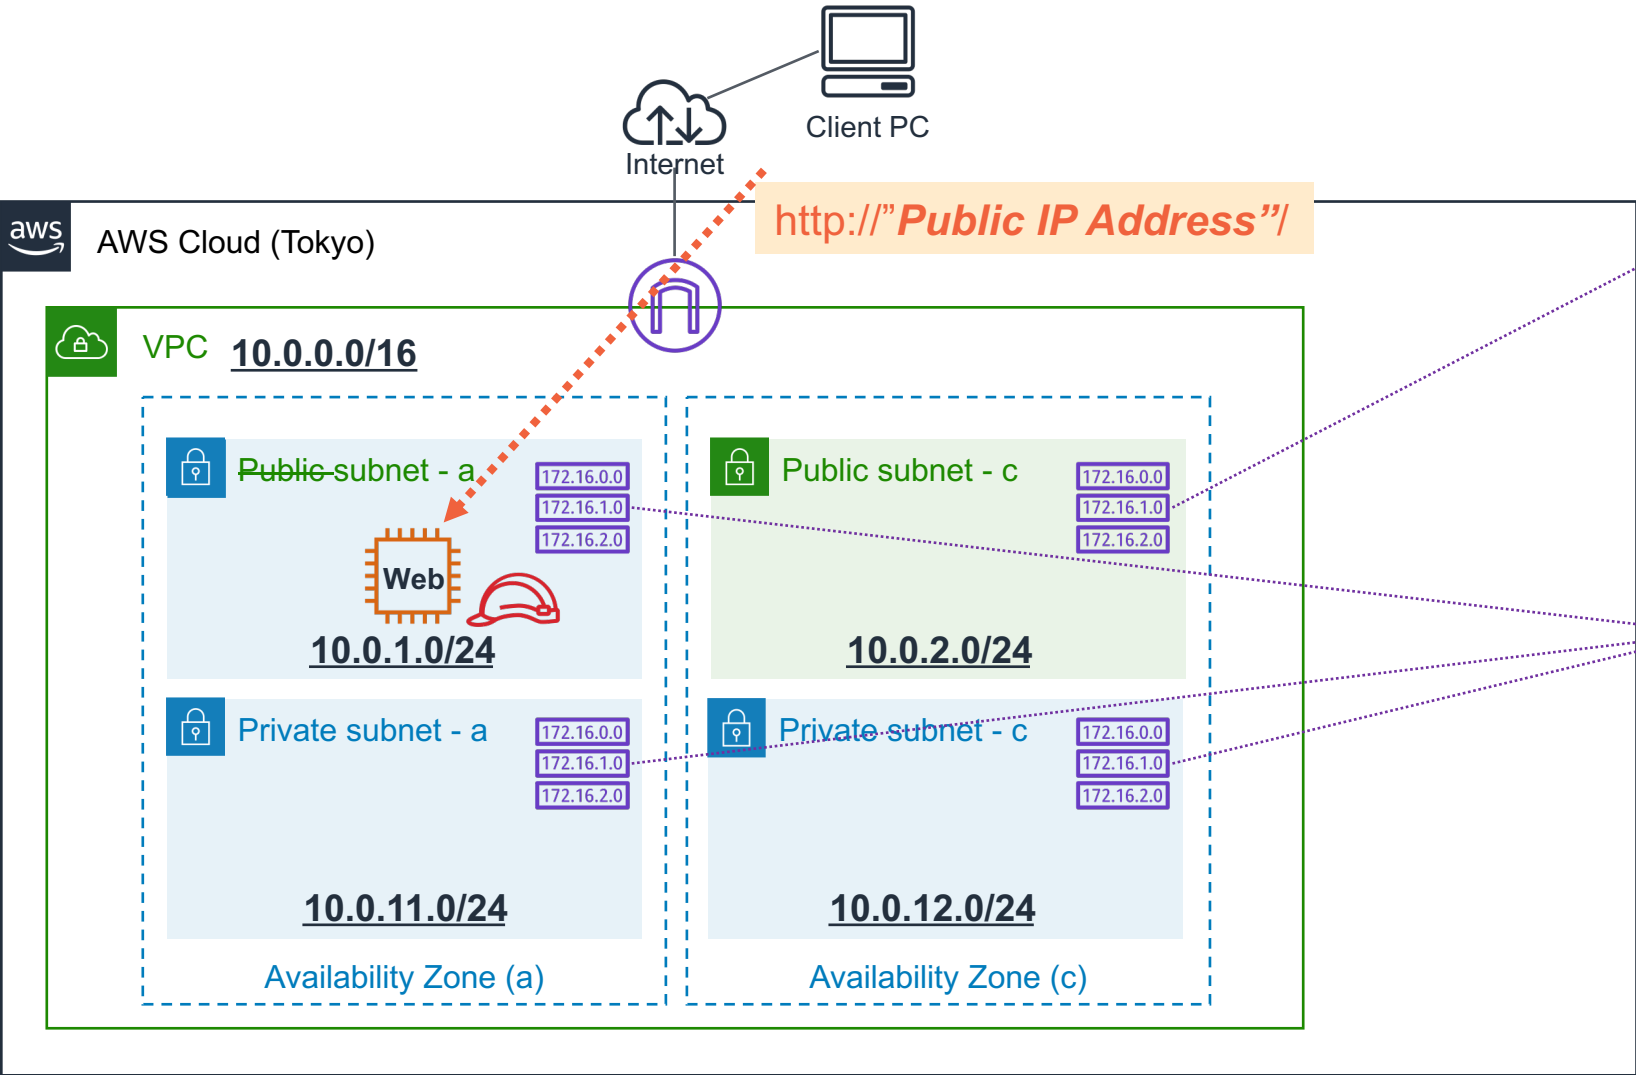 Client PC
Internet
http://”Public IP Address”/
aws
AWS Cloud (Tokyo)
VPC 10.0.0.0/16
Public subnet - a
172.16.0.0
172.16.1.0
172.16.2.0
Web
10.0.1.0/24
Public subnet - c
172.16.0.0
172.16.1.0
172.16.2.0
10.0.2.0/24
Private subnet - a
172.16.0.0
172.16.1.0
172.16.2.0
10.0.11.0/24
Private subnet - c
172.16.0.0
172.16.1.0
172.16.2.0
10.0.12.0/24
Availability Zone (a)
Availability Zone (c)